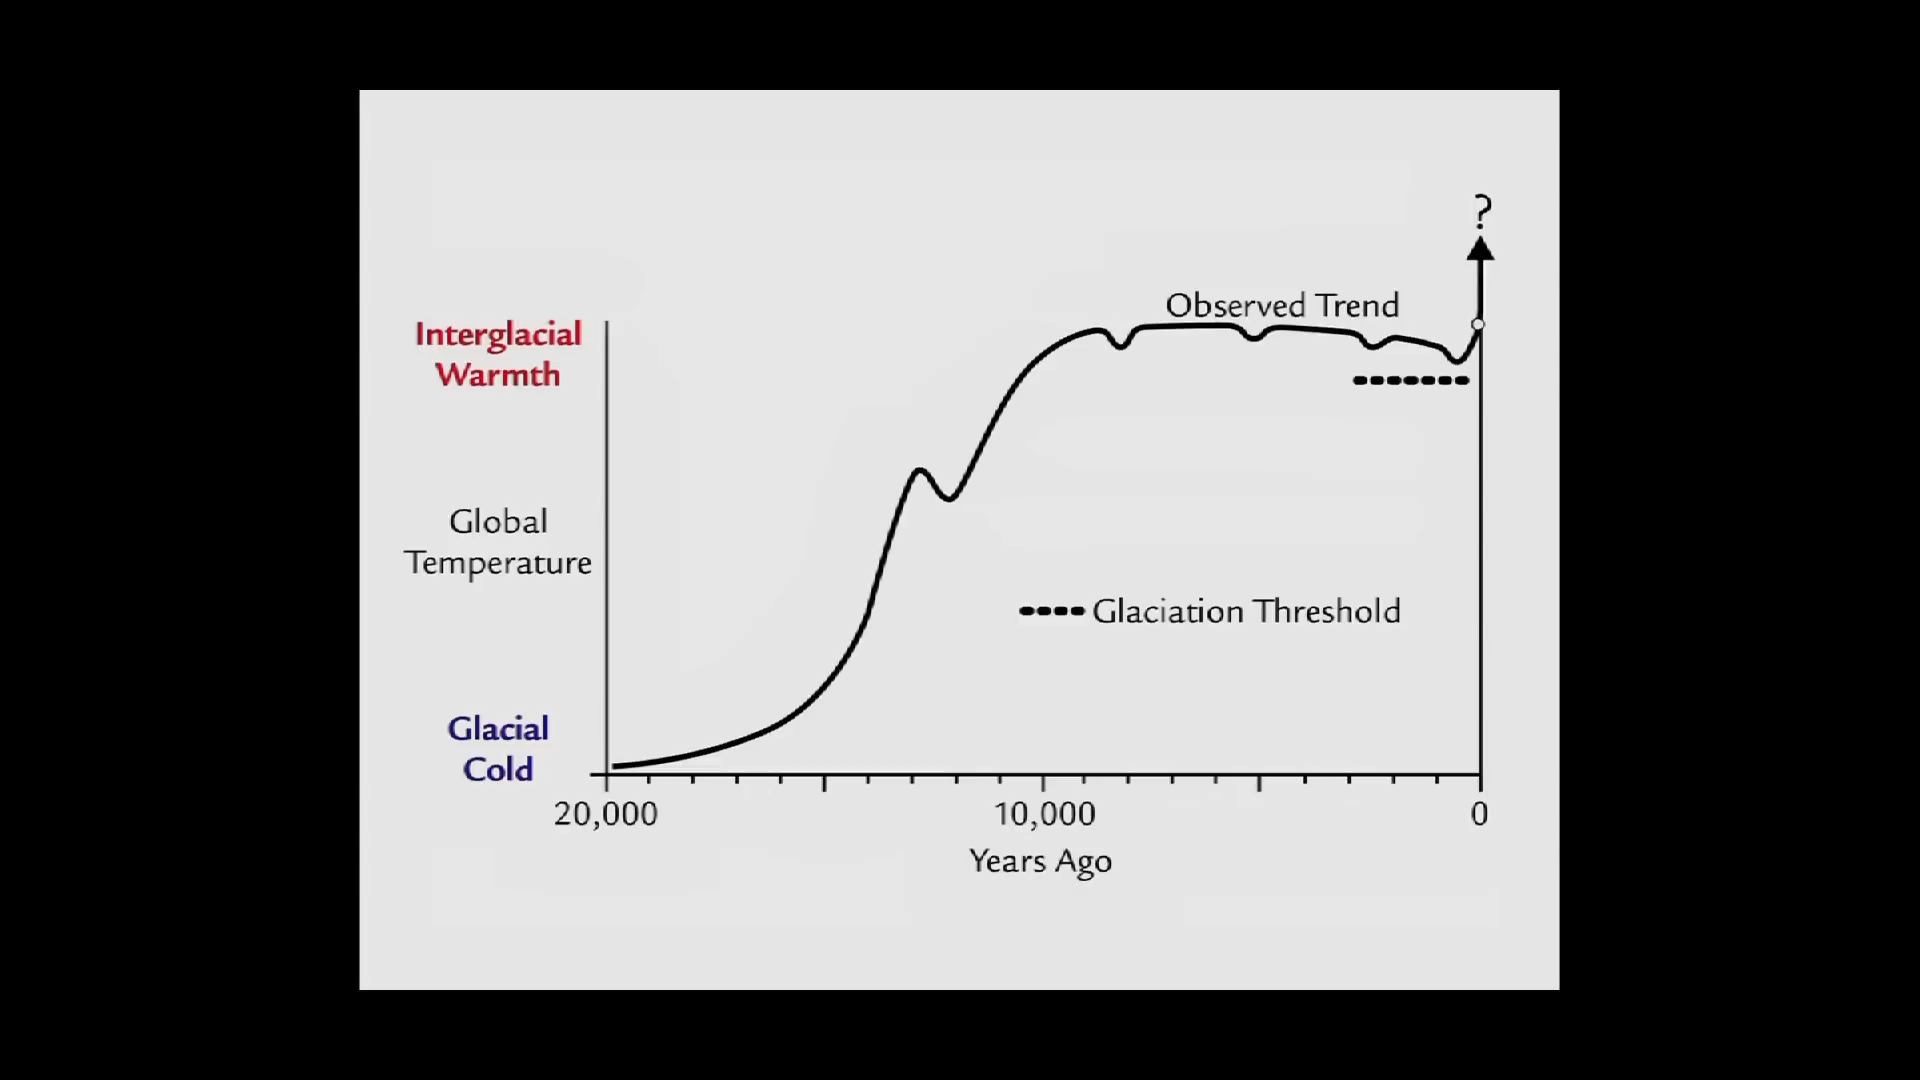 ?
Observed Trend
Interglacial
Warmth
Global
Temperature
Glaciation Threshold
Glacial
Cold
20,000
10,000
0
Years Ago